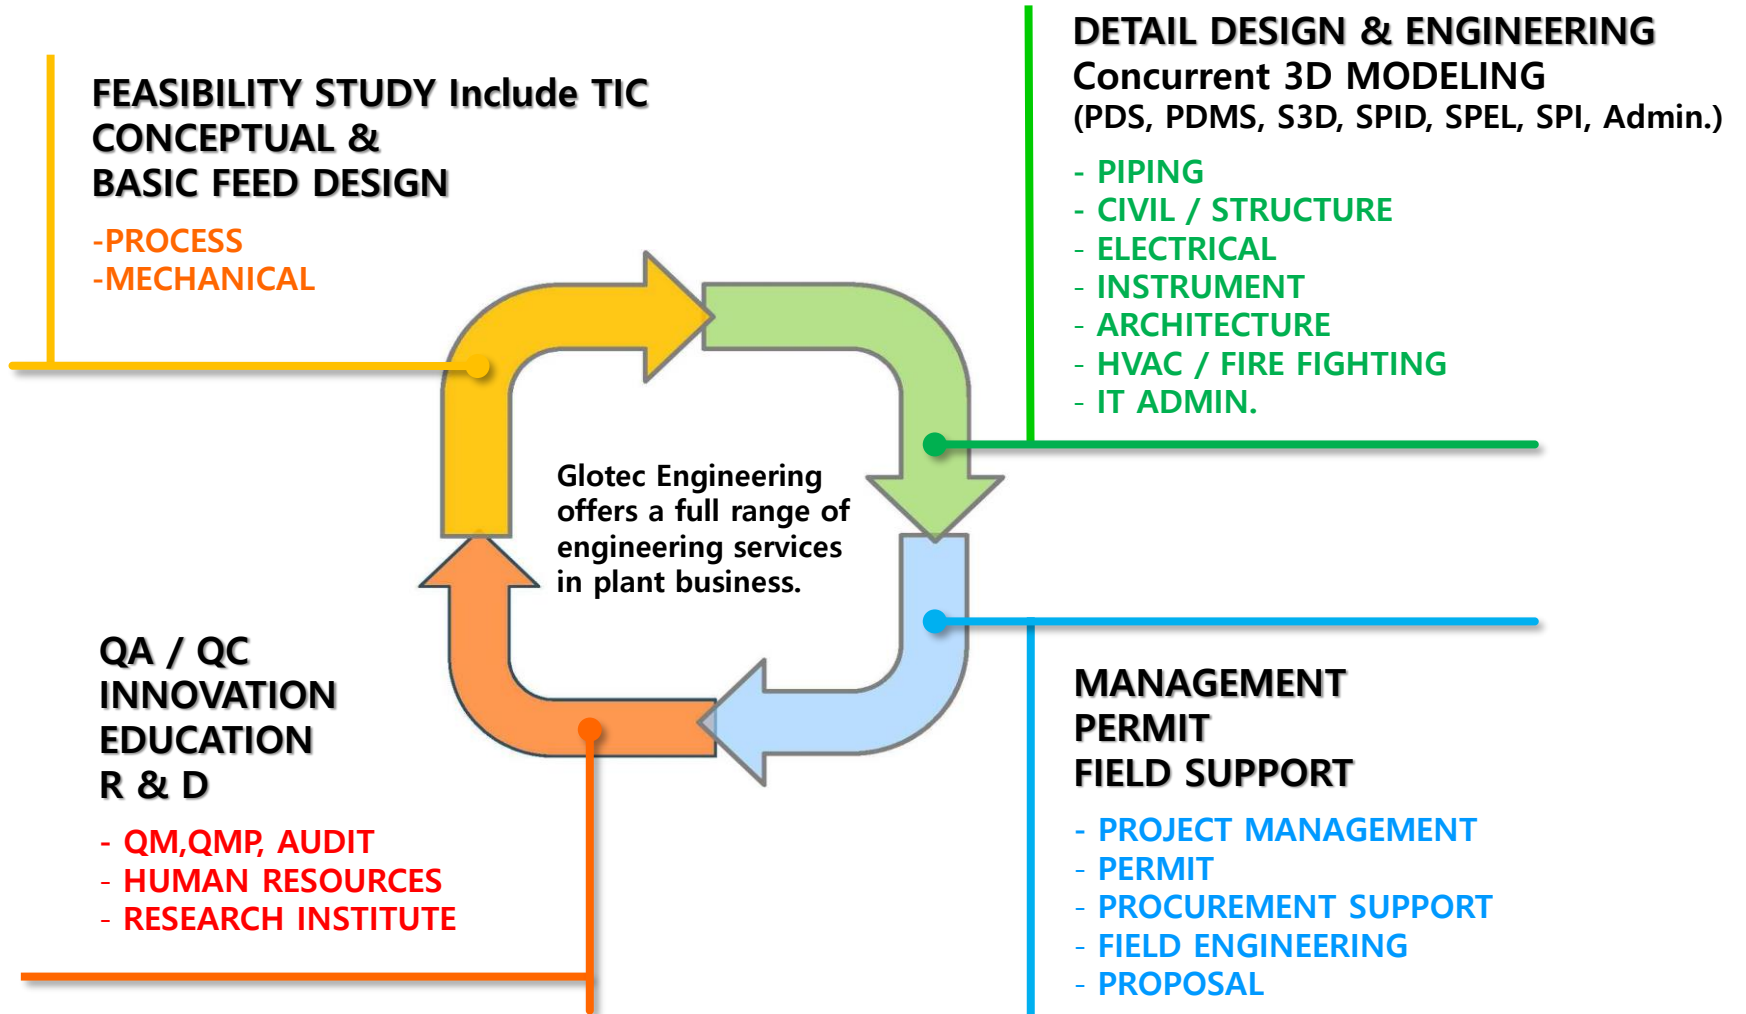 FEASIBILITY STUDY Include TIC
CONCEPTUAL &
BASIC FEED DESIGN
-PROCESS
-MECHANICAL
DETAIL DESIGN & ENGINEERING
Concurrent 3D MODELING
(PDS, PDMS, S3D, SPID, SPEL, SPI, Admin.)
- PIPING
- CIVIL / STRUCTURE
- ELECTRICAL
- INSTRUMENT
- ARCHITECTURE
- HVAC / FIRE FIGHTING
- IT ADMIN.
Glotec Engineering
offers a full range of
engineering services
in plant business.
QA / QC
INNOVATION
EDUCATION
R & D
- QM,QMP, AUDIT
- HUMAN RESOURCES
- RESEARCH INSTITUTE
MANAGEMENT
PERMIT
FIELD SUPPORT
- PROJECT MANAGEMENT
- PERMIT
- PROCUREMENT SUPPORT
- FIELD ENGINEERING
- PROPOSAL